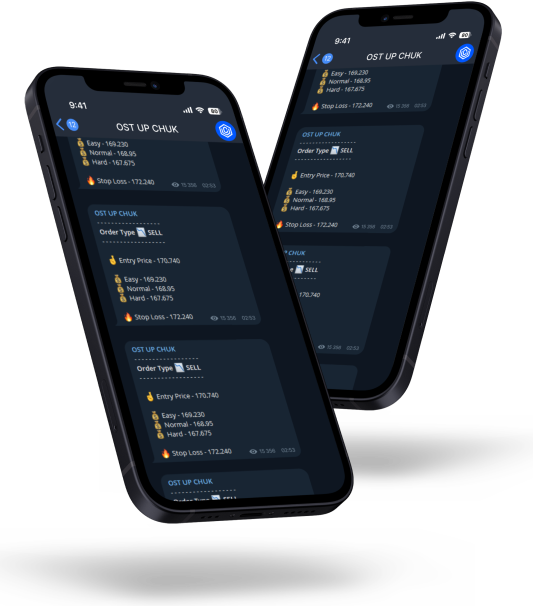 9:41
80
12
OST UP CHUK
Easy - 169.230
Normal - 168.95
Hard - 167.675
Stop Loss - 172.240
15 356 02:53
OST UP CHUK
Order Type SELL
Entry Price - 170.740
Easy - 169.230
Normal - 168.95
Hard - 167.675
Stop Loss - 172.240
15 356 02:53
OST UP CHUK
Order Type SELL
Entry Price - 170.740
Easy - 169.230
Normal - 168.95
Hard - 167.675
Stop Loss - 172.240
15 356 02:53
OST UP CHUK
Order Type SELL
9:41
80
12
OST UP CHUK
Easy - 169.230
Normal - 168.95
Hard - 167.675
Stop Loss - 172.240
15 356 02:53
OST UP CHUK
Order Type SELL
Entry Price - 170.740
Easy - 169.230
Normal - 168.95
Hard - 167.675
Stop Loss - 172.240
15 356 02:53
CHUK
SELL
170.740
15 356 02:53